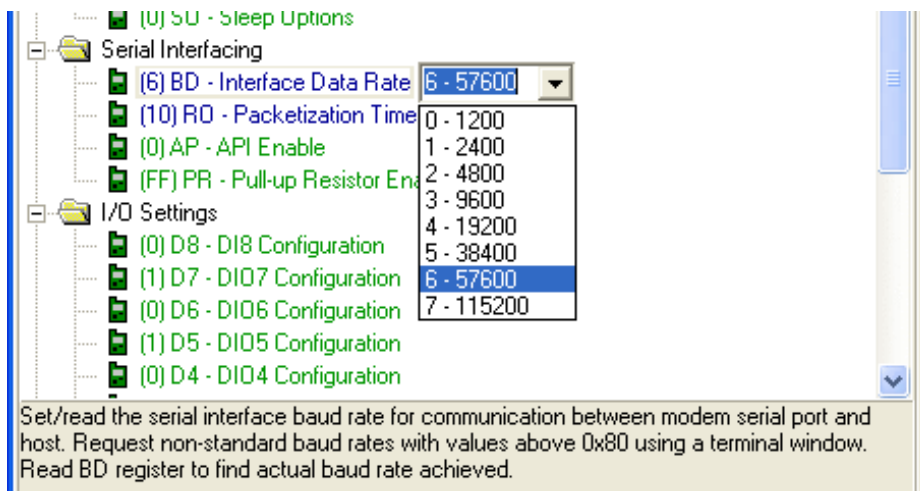 (0) SO - Sleep Options
Serial Interfacing
(6) BD - Interface Data Rate 6 - 57600
(10) RO - Packetization Time
(0) AP - API Enable
(FF) PR - Pull-up Resistor Ena
0 - 1200
1 - 2400
2 - 4800
3 - 9600
4 - 19200
5 - 38400
6 - 57600
7 - 115200
I/O Settings
(0) D8 - DI8 Configuration
(1) D7 - DIO7 Configuration
(0) D6 - DIO6 Configuration
(1) D5 - DIO5 Configuration
(0) D4 - DIO4 Configuration
Set/read the serial interface baud rate for communication between modem serial port and
host. Request non-standard baud rates with values above 0x80 using a terminal window.
Read BD register to find actual baud rate achieved.